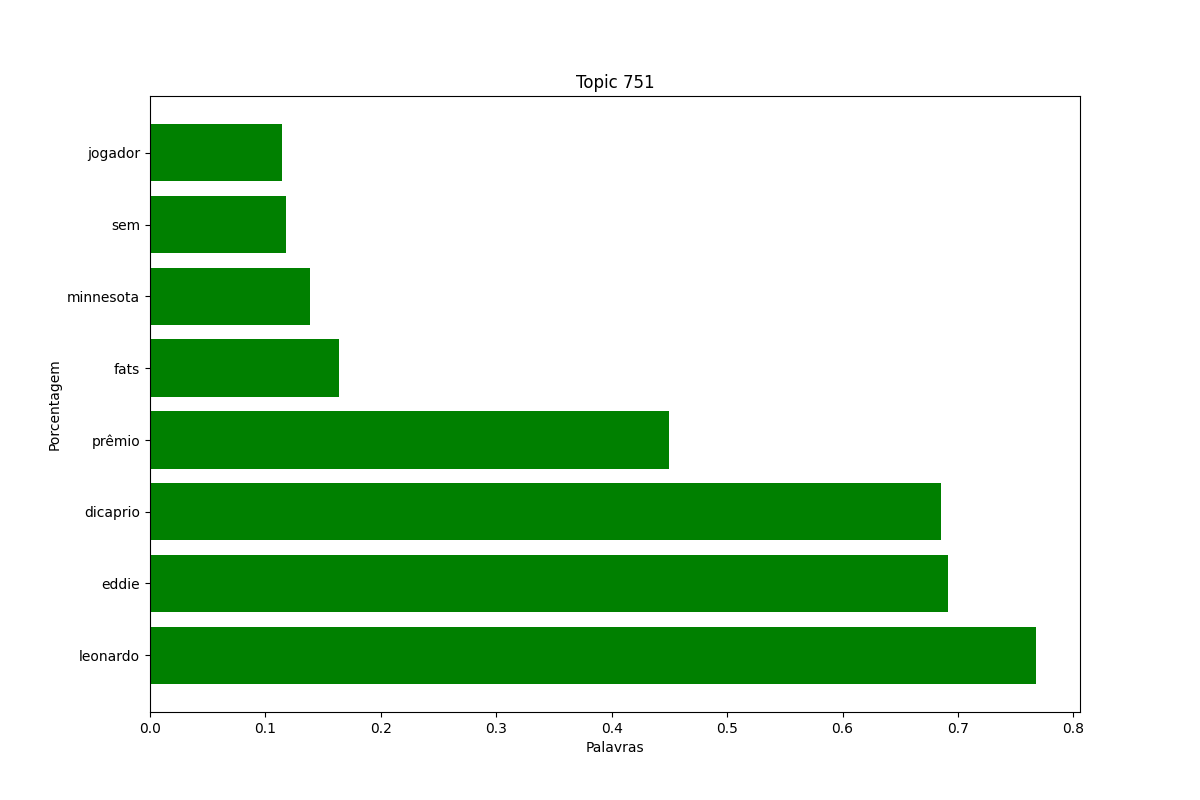 Topic 751
Porcentagem
jogador
sem
minnesota
fats
prêmio
dicaprio
eddie
leonardo
0.0 0.1 0.2 0.3 0.4 0.5 0.6 0.7 0.8
Palavras